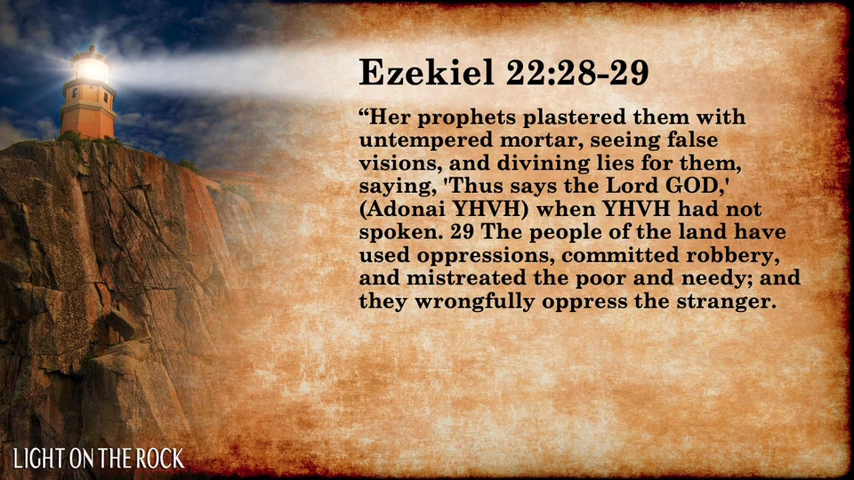 Ezekiel 22:28-29
“Her prophets plastered them with
untempered mortar, seeing false
visions, and divining lies for them,
saying, 'Thus says the Lord GOD,'
(Adonai YHVH) when YHVH had not
spoken. 29 The people of the land have
used oppressions, committed robbery,
and mistreated the poor and needy; and
they wrongfully oppress the stranger.
LIGHT ON THE ROCK